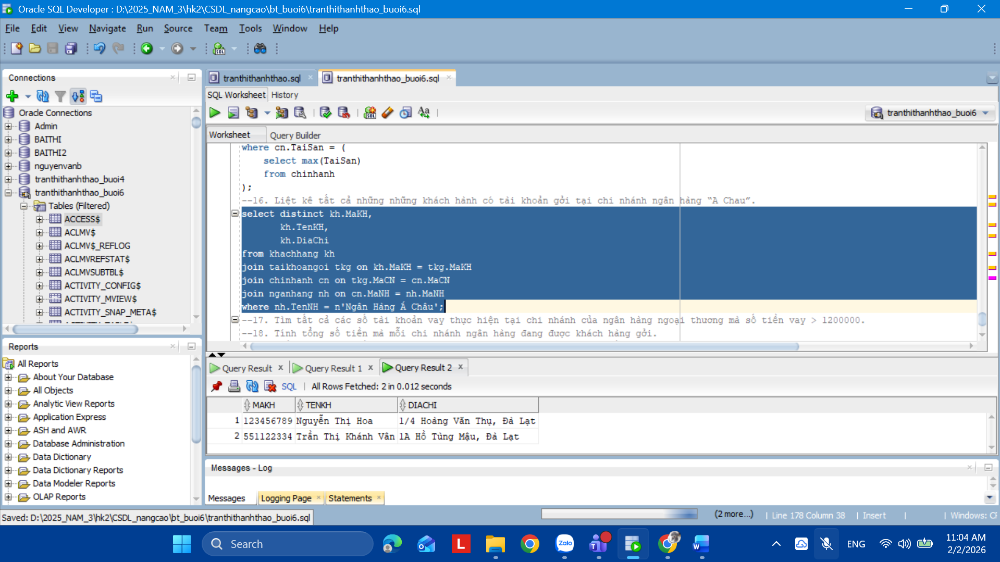 Oracle SQL Developer : D:\2025_NAM_3\hk2\CSDL_nangcao\bt_buoi6\tranthithanhthao_buoi6.sql
File Edit View Navigate Run Source Team Tools Window Help
Connections
Oracle Connections
Admin
BAITHI
BAITHI2
nguyenvanb
tranthithanhthao_buoi4
tranthithanhthao_buoi6
Tables (Filtered)
ACCESS$
ACLMV$
ACLMV$_REFLOG
ACLMVREFSTAT$
ACLMVSUBTBL$
ACTIVITY_CONFIG$
ACTIVITY_MVIEW$
ACTIVITY_SNAP_META$
Reports
All Reports
About Your Database
All Objects
Analytic View Reports
Application Express
ASH and AWR
Database Administration
Data Dictionary
Data Dictionary Reports
Data Modeler Reports
OLAP Reports
tranthithanhthao.sql
tranthithanhthao_buoi6.sql
SQL Worksheet History
tranthithanhthao_buoi6
Worksheet Query Builder
where cn.TaiSan = (
select max(TaiSan)
from chinhanh
);
--16. Liệt kê tất cả những những khách hành có tài khoản gởi tại chi nhánh ngân hàng “A Chau”.
select distinct kh.MaKH,
kh.TenKH,
kh.DiaChi
from khachhang kh
join taikhoangoi tkg on kh.MaKH = tkg.MaKH
join chinhanh cn on tkg.MaCN = cn.MaCN
join nganhang nh on cn.MaNH = nh.MaNH
where nh.TenNH = n'Ngân Hàng Á Châu';
--17. Tìm tất cả các số tài khoản vay thực hiện tại chi nhánh của ngân hàng ngoại thương mà số tiền vay > 1200000.
--18. Tính tổng số tiền mà mỗi chi nhánh ngân hàng đang được khách hàng gởi.
Query Result Query Result 1 Query Result 2
SQL All Rows Fetched: 2 in 0.012 seconds
MAKH TENKH DIACHI
1 123456789 Nguyễn Thị Hoa 1/4 Hoàng Văn Thụ, Đà Lạt
2 551122334 Trần Thị Khánh Vân 1A Hồ Tùng Mậu, Đà Lạt
Messages - Log
Messages Logging Page Statements
Saved: D:\2025_NAM_3\hk2\CSDL_nangcao\bt_buoi6\tranthithanhthao_buoi6.sql
(2 more...) | Line 178 Column 38 | Insert | | Windows:
Search
Zalo
ENG
11:04 AM
2/2/2026